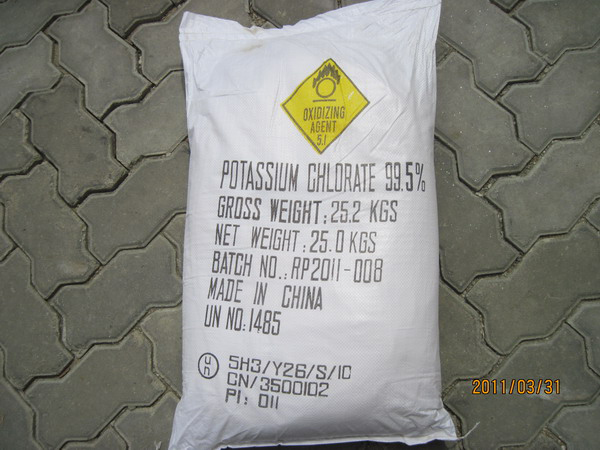 OXIDIZING
AGENT
5.1
POTASSIUM CHLORATE 99.5%
GROSS WEIGHT: 25.2 KGS
NET WEIGHT: 25.0 KGS
BATCH NO.: RP2011-008
MADE IN CHINA
UN NO: 1485
un
5H3/Y26/S/10
CN/3500102
PI: 011
2011/03/31